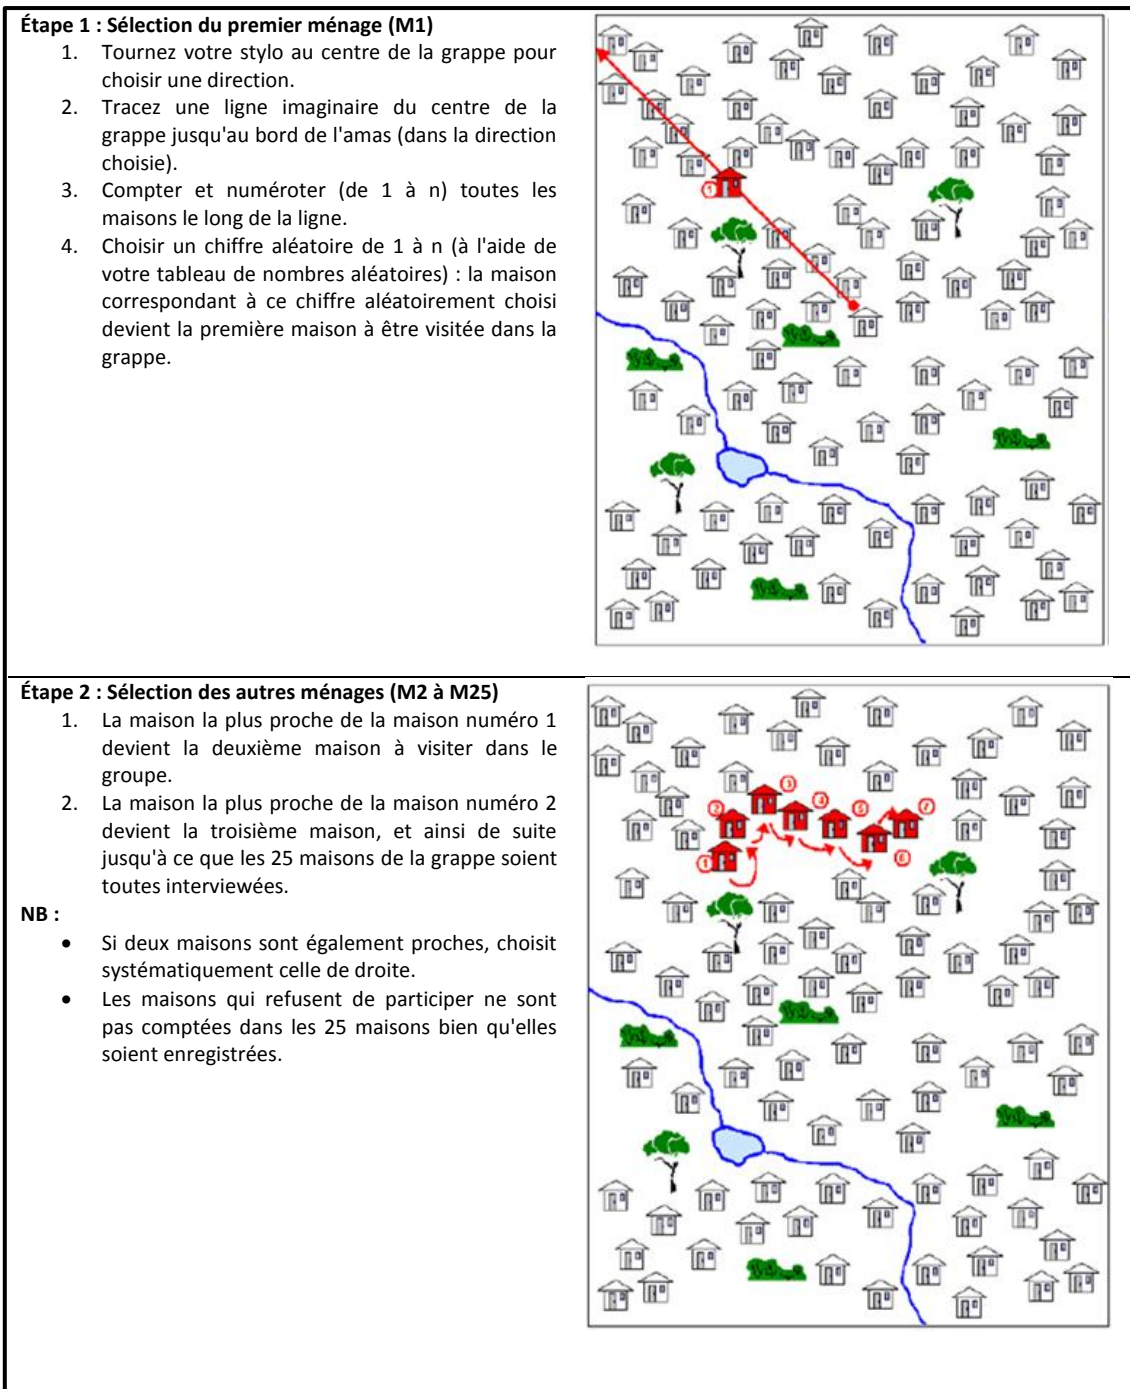 Étape 1 : Sélection du premier ménage (M1)
1. Tournez votre stylo au centre de la grappe pour
choisir une direction.
2. Tracez une ligne imaginaire du centre de la
grappe jusqu'au bord de l'amas (dans la direction
choisie).
3. Compter et numéroter (de 1 à n) toutes les
maisons le long de la ligne.
4. Choisir un chiffre aléatoire de 1 à n (à l'aide de
votre tableau de nombres aléatoires) : la maison
correspondant à ce chiffre aléatoirement choisi
devient la première maison à être visitée dans la
grappe.
1
Étape 2 : Sélection des autres ménages (M2 à M25)
1. La maison la plus proche de la maison numéro 1
devient la deuxième maison à visiter dans le
groupe.
2. La maison la plus proche de la maison numéro 2
devient la troisième maison, et ainsi de suite
jusqu'à ce que les 25 maisons de la grappe soient
toutes interviewées.
NB :
• Si deux maisons sont également proches, choisit
systématiquement celle de droite.
• Les maisons qui refusent de participer ne sont
pas comptées dans les 25 maisons bien qu'elles
soient enregistrées.
1
2
3
4
5
6
7